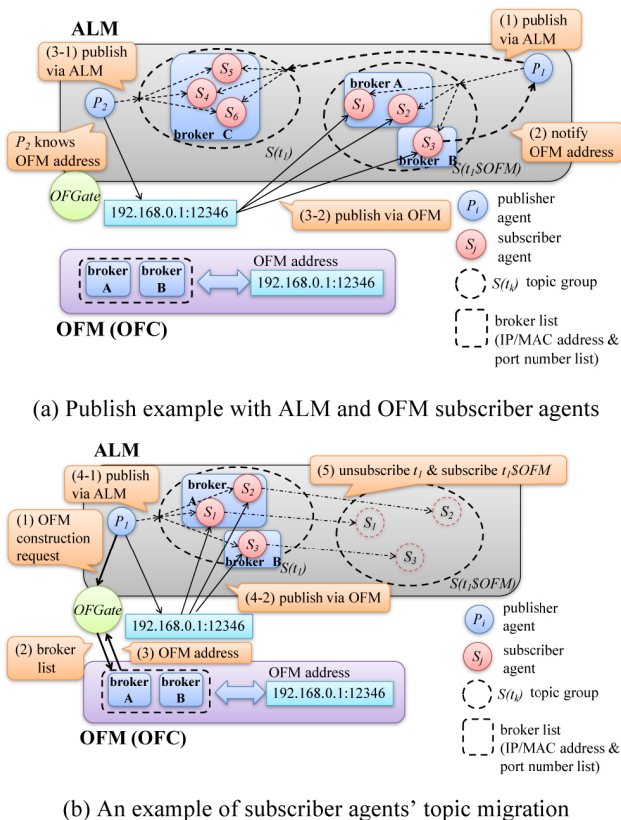 ALM
(1) publish
via ALM
(3-1) publish
via ALM
P2
P1
S5
S4
S6
broker C
S(t1)
broker A
S1
S2
S3
broker B
S(t1$OFM)
P2 knows
OFM address
(2) notify
OFM address
OFGate
192.168.0.1:12346
(3-2) publish via OFM
broker
A
broker
B
OFM address
192.168.0.1:12346
OFM (OFC)
Pi
publisher
agent
Sj
subscriber
agent
S(tk) topic group
broker list
(IP/MAC address &
port number list)
(a) Publish example with ALM and OFM subscriber agents
ALM
(4-1) publish
via ALM
(5) unsubscribe t1 & subscribe t1$OFM
(1) OFM
construction
request
P1
broker
A
S2
S1
S3
broker B
S(t1)
S1
S2
S3
S(t1$OFM)
(4-2) publish via OFM
OFGate
192.168.0.1:12346
(2) broker
list
(3) OFM address
broker
A
broker
B
OFM address
192.168.0.1:12346
OFM (OFC)
Pi
publisher
agent
Sj
subscriber
agent
S(tk) topic group
broker list
(IP/MAC address &
port number list)
(b) An example of subscriber agents' topic migration